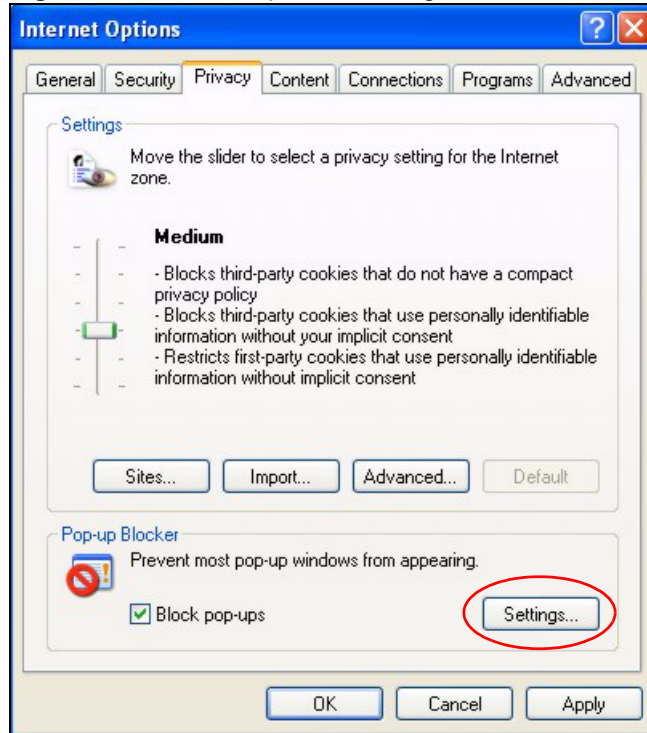 Internet Options
General Security Privacy Content Connections Programs Advanced
Settings
Move the slider to select a privacy setting for the Internet
zone.
Medium
- Blocks third-party cookies that do not have a compact
privacy policy
- Blocks third-party cookies that use personally identifiable
information without your implicit consent
- Restricts first-party cookies that use personally identifiable
information without implicit consent
Sites... Import... Advanced... Default
Pop-up Blocker
Prevent most pop-up windows from appearing.
Block pop-ups Settings...
OK Cancel Apply